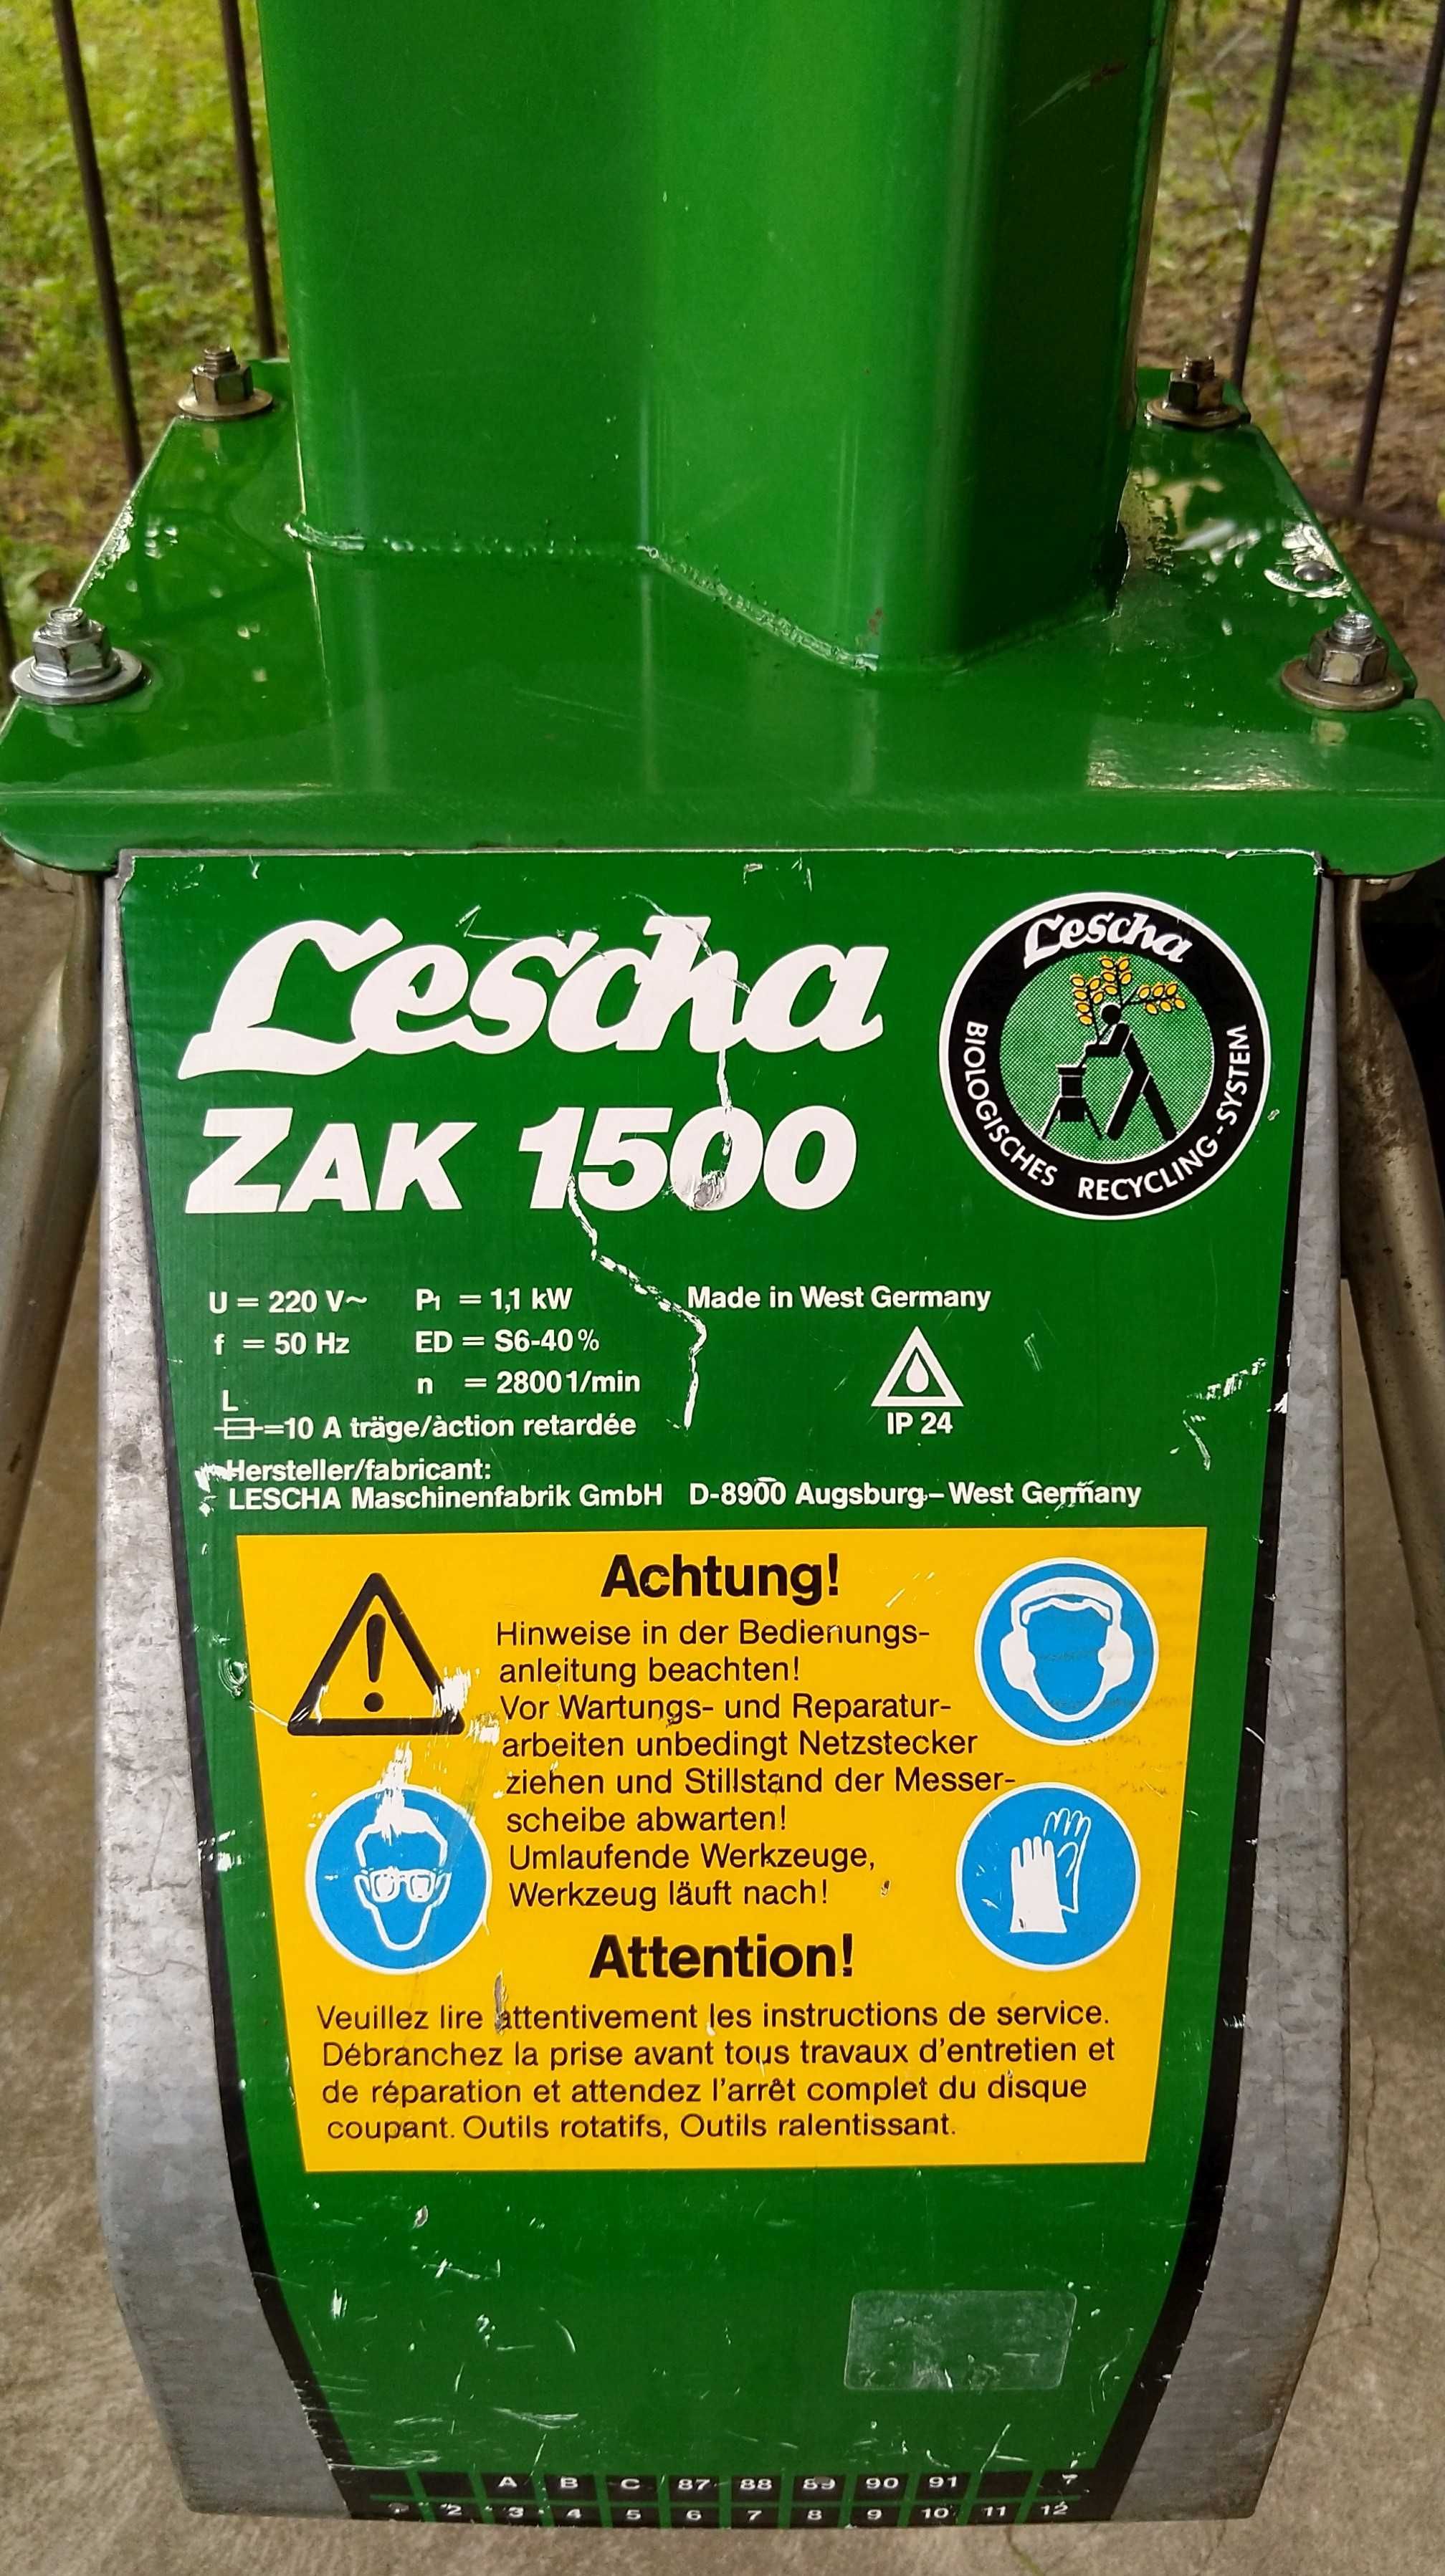 Lescha
ZAK 1500
Lescha
BIOLOGISCHES RECYCLING-SYSTEM
U = 220 V~ P1 = 1,1 kW Made in West Germany
f = 50 Hz ED = S6-40%
n = 2800 1/min
L
=10 A träge/àction retardée IP 24
Hersteller/fabricant:
LESCHA Maschinenfabrik GmbH D-8900 Augsburg–West Germany
Achtung!
Hinweise in der Bedienungs-
anleitung beachten!
Vor Wartungs- und Reparatur-
arbeiten unbedingt Netzstecker
ziehen und Stillstand der Messer-
scheibe abwarten!
Umlaufende Werkzeuge,
Werkzeug läuft nach!
Attention!
Veuillez lire attentivement les instructions de service.
Débranchez la prise avant tous travaux d'entretien et
de réparation et attendez l'arrêt complet du disque
coupant. Outils rotatifs, Outils ralentissant.
A B C 87 88 89 90 91
2 3 4 5 6 7 8 9 10 11 12